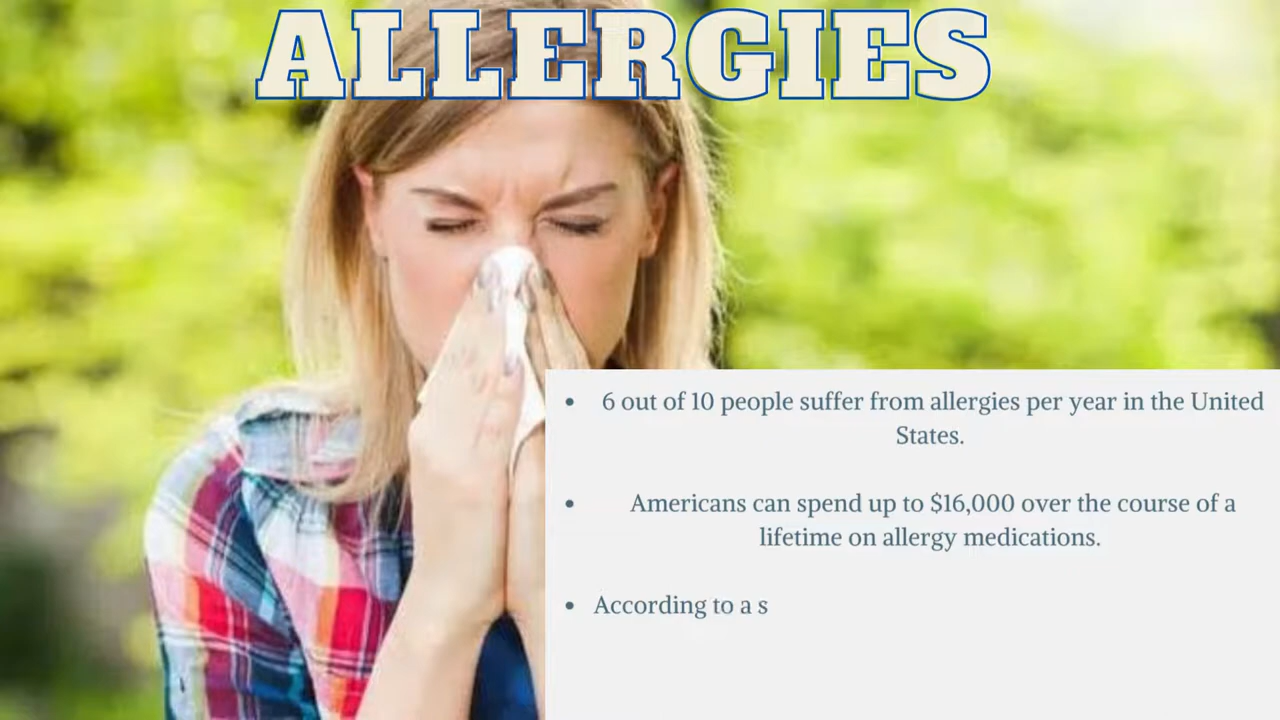 ALLERGIES
• 6 out of 10 people suffer from allergies per year in the United
States.
• Americans can spend up to $16,000 over the course of a
lifetime on allergy medications.
• According to a s